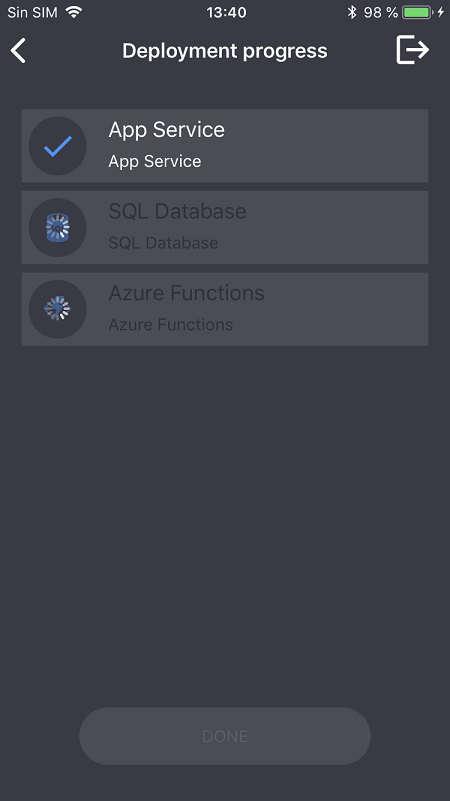 Sin SIM 13:40 98 %
Deployment progress
App Service
App Service
SQL Database
SQL Database
Azure Functions
Azure Functions
DONE